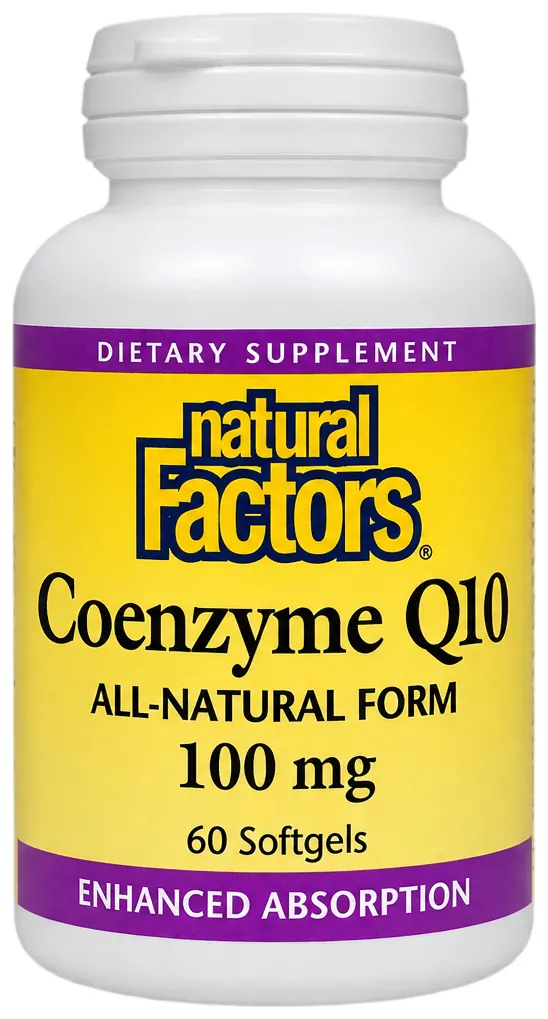 DIETARY SUPPLEMENT
natural
Factors®
Coenzyme Q10
ALL-NATURAL FORM
100 mg
60 Softgels
ENHANCED ABSORPTION